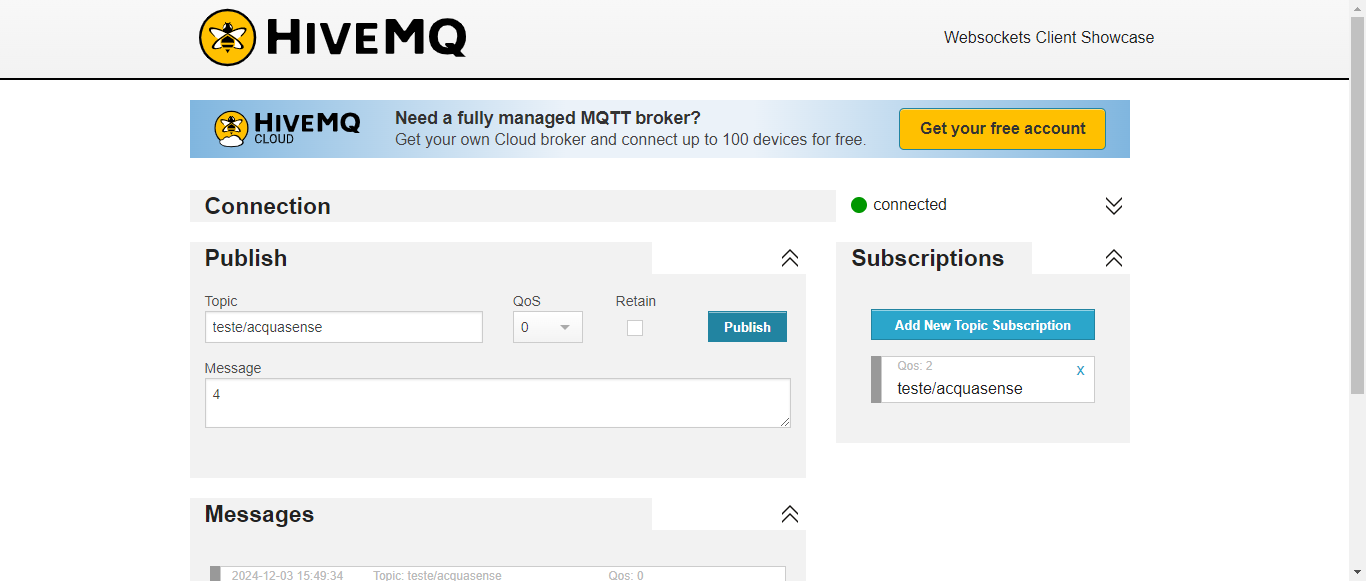 HIVEMQ
Websockets Client Showcase
HIVEMQ
CLOUD
Need a fully managed MQTT broker?
Get your own Cloud broker and connect up to 100 devices for free.
Get your free account
Connection
connected
Publish
Topic
QoS
Retain
teste/acquasense
0
Publish
Message
4
Subscriptions
Add New Topic Subscription
Qos: 2
x
teste/acquasense
Messages
2024-12-03 15:49:34
Topic: teste/acquasense
Qos: 0